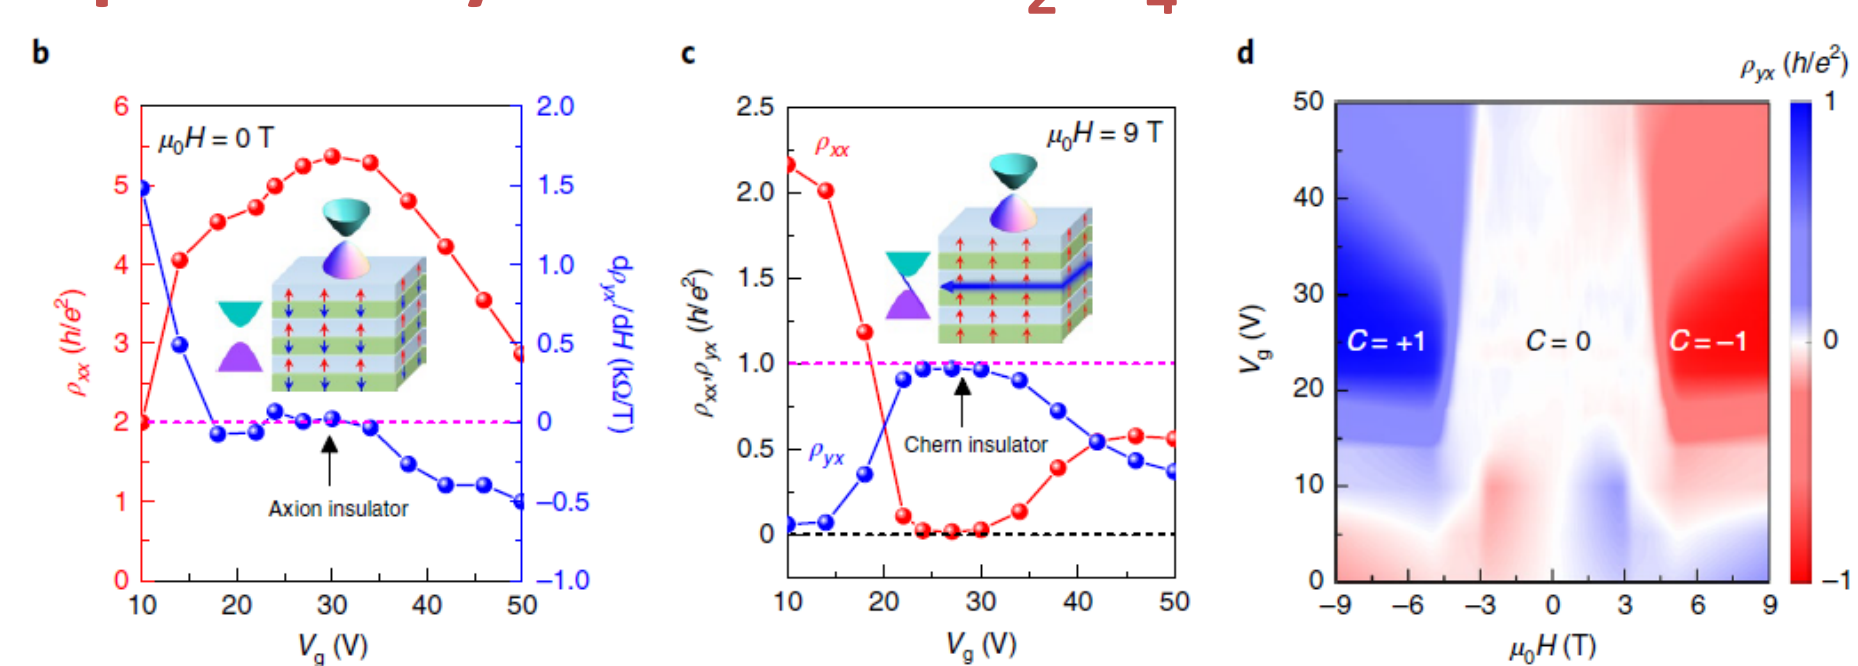 2 4
b
μ₀H = 0 T
ρxx (h/e²)
6
5
4
3
2
1
0
2.0
1.5
1.0
0.5
0
−0.5
−1.0
dρyx/dH (kΩ/T)
Axion insulator
10 20 30 40 50
Vg (V)
c
μ₀H = 9 T
ρxx
ρyx
ρxx,ρyx (h/e²)
2.5
2.0
1.5
1.0
0.5
0
Chern insulator
10 20 30 40 50
Vg (V)
d
ρyx (h/e²)
50
40
30
20
10
0
Vg (V)
C = +1 C = 0 C = −1
1
0
−1
−9 −6 −3 0 3 6 9
μ₀H (T)